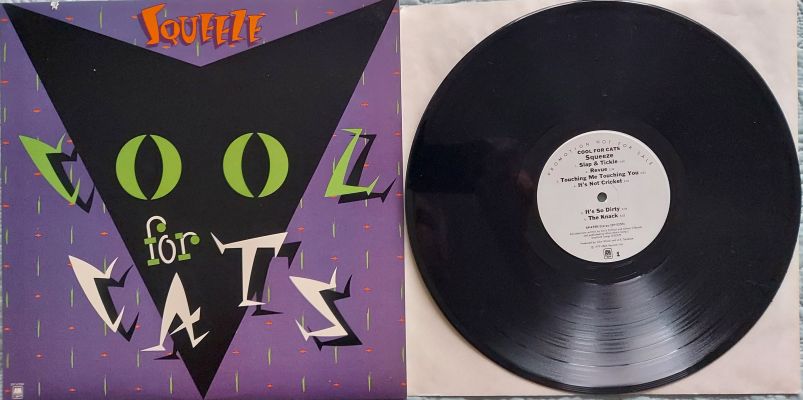 SQUEEZE
COOL
for
CATS
PROMOTION NOT FOR SALE
COOL FOR CATS
Squeeze
Slap & Tickle
Revue
Touching Me Touching You
It's Not Cricket
It's So Dirty
The Knack
1